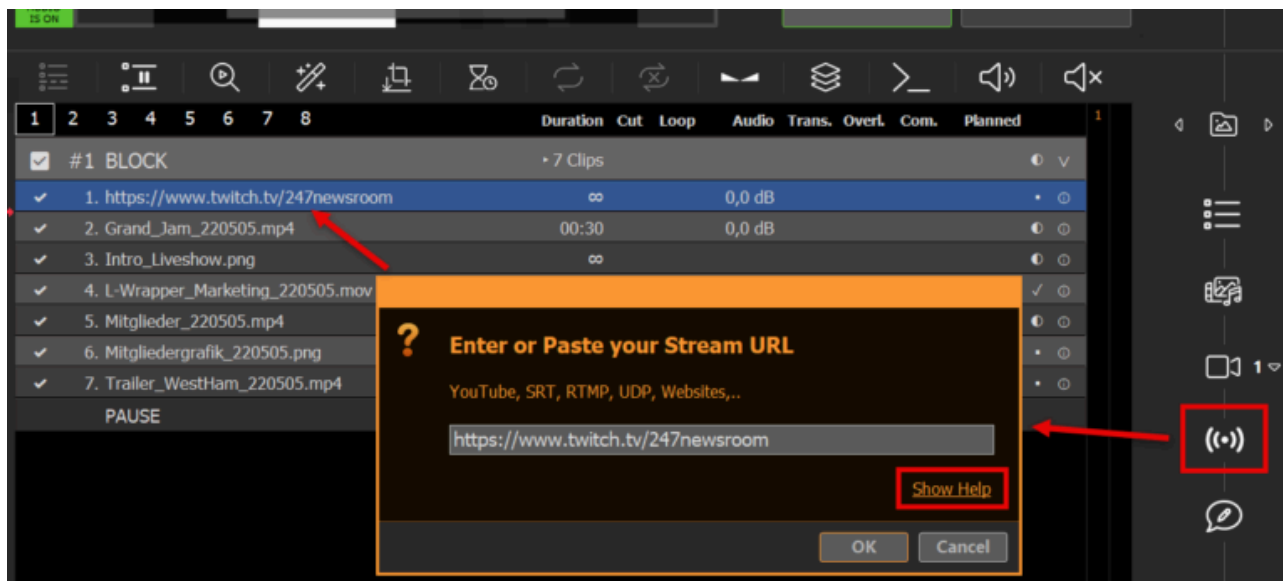 IS ON
1 2 3 4 5 6 7 8 Duration Cut Loop Audio Trans. Overl. Com. Planned 1
#1 BLOCK ‣ 7 Clips
1. https://www.twitch.tv/247newsroom ∞ 0,0 dB
2. Grand_Jam_220505.mp4 00:30 0,0 dB
3. Intro_Liveshow.png ∞
4. L-Wrapper_Marketing_220505.mov
5. Mitglieder_220505.mp4
6. Mitgliedergrafik_220505.png
7. Trailer_WestHam_220505.mp4
PAUSE
1
?
Enter or Paste your Stream URL
YouTube, SRT, RTMP, UDP, Websites,..
https://www.twitch.tv/247newsroom
Show Help
OK Cancel